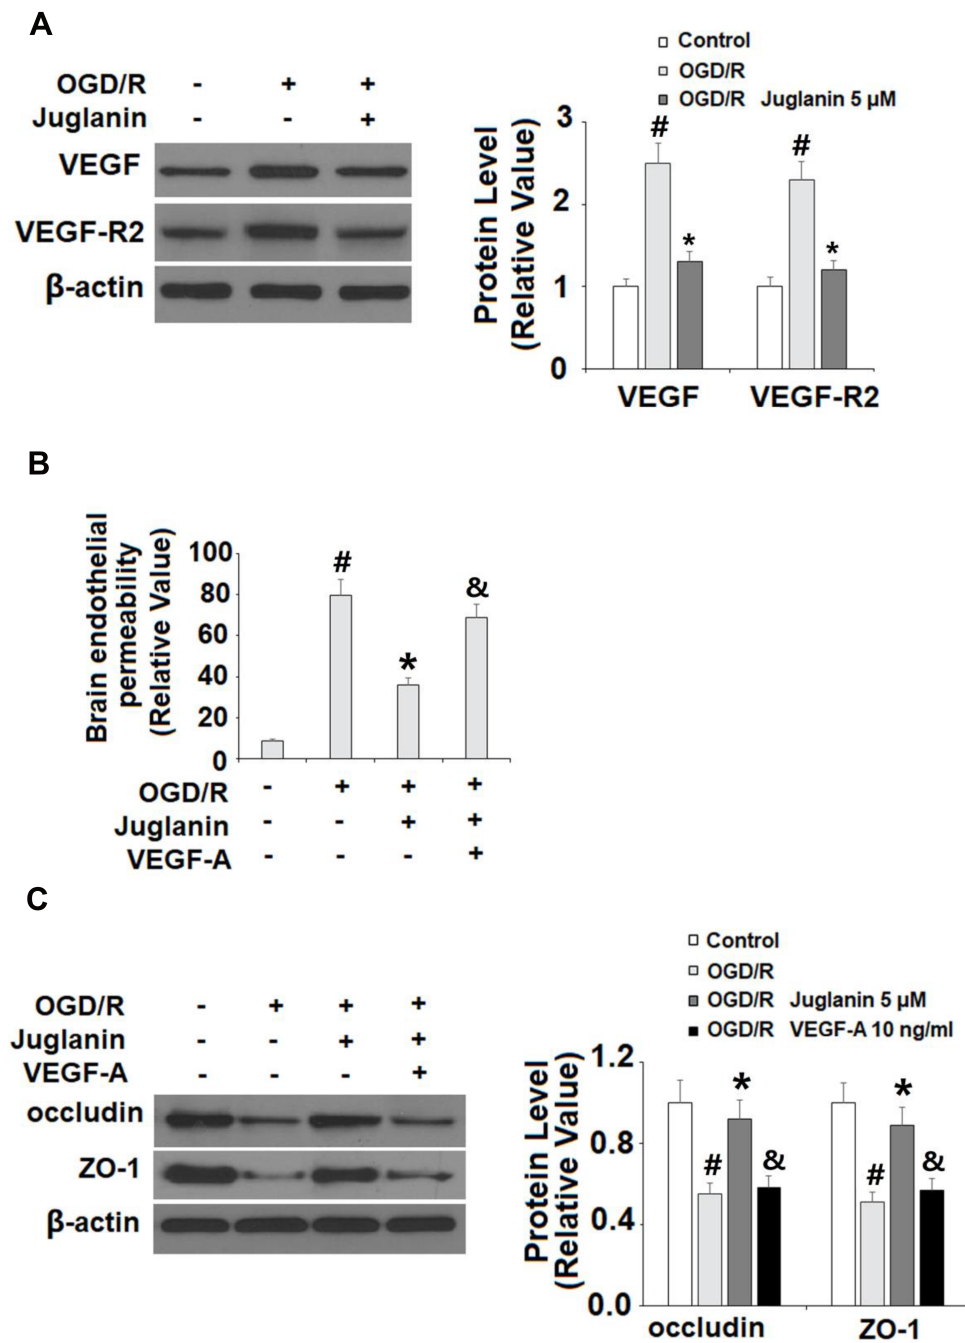 A
OGD/R - + +
Juglanin - - +
VEGF
VEGF-R2
β-actin
Control
OGD/R
OGD/R Juglanin 5 μM
Protein Level
(Relative Value)
3
2
1
0
# * # *
VEGF VEGF-R2
B
Brain endothelial
permeability
(Relative Value)
100
80
60
40
20
0
# * &
OGD/R - + + +
Juglanin - - + +
VEGF-A - - - +
C
OGD/R - + + +
Juglanin - - + +
VEGF-A - - - +
occludin
ZO-1
β-actin
Control
OGD/R
OGD/R Juglanin 5 μM
OGD/R VEGF-A 10 ng/ml
Protein Level
(Relative Value)
1.2
0.8
0.4
0.0
# * & # * &
occludin ZO-1